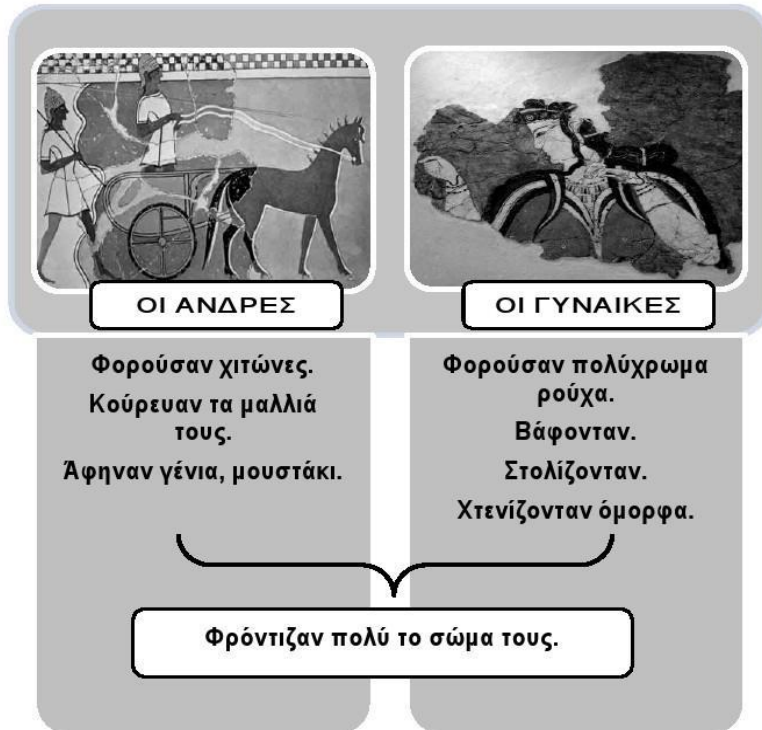 ΟΙ ΑΝΔΡΕΣ
Φορούσαν χιτώνες.
Κούρευαν τα μαλλιά
τους.
Άφηναν γένια, μουστάκι.
ΟΙ ΓΥΝΑΙΚΕΣ
Φορούσαν πολύχρωμα
ρούχα.
Βάφονταν.
Στολίζονταν.
Χτενίζονταν όμορφα.
Φρόντιζαν πολύ το σώμα τους.